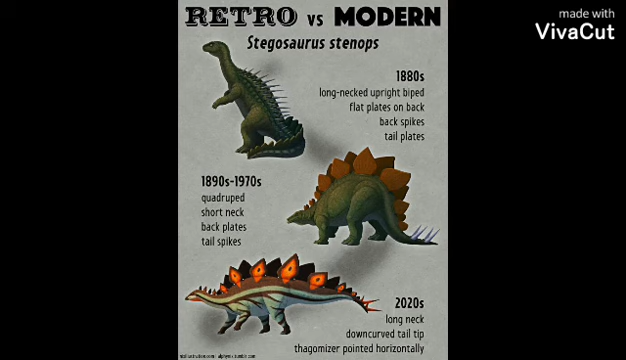 RETRO vs MODERN
made with
VivaCut
Stegosaurus stenops
1880s
long-necked upright biped
flat plates on back
back spikes
tail plates
1890s-1970s
quadruped
short neck
back plates
tail spikes
2020s
long neck
downcurved tail tip
thagomizer pointed horizontally